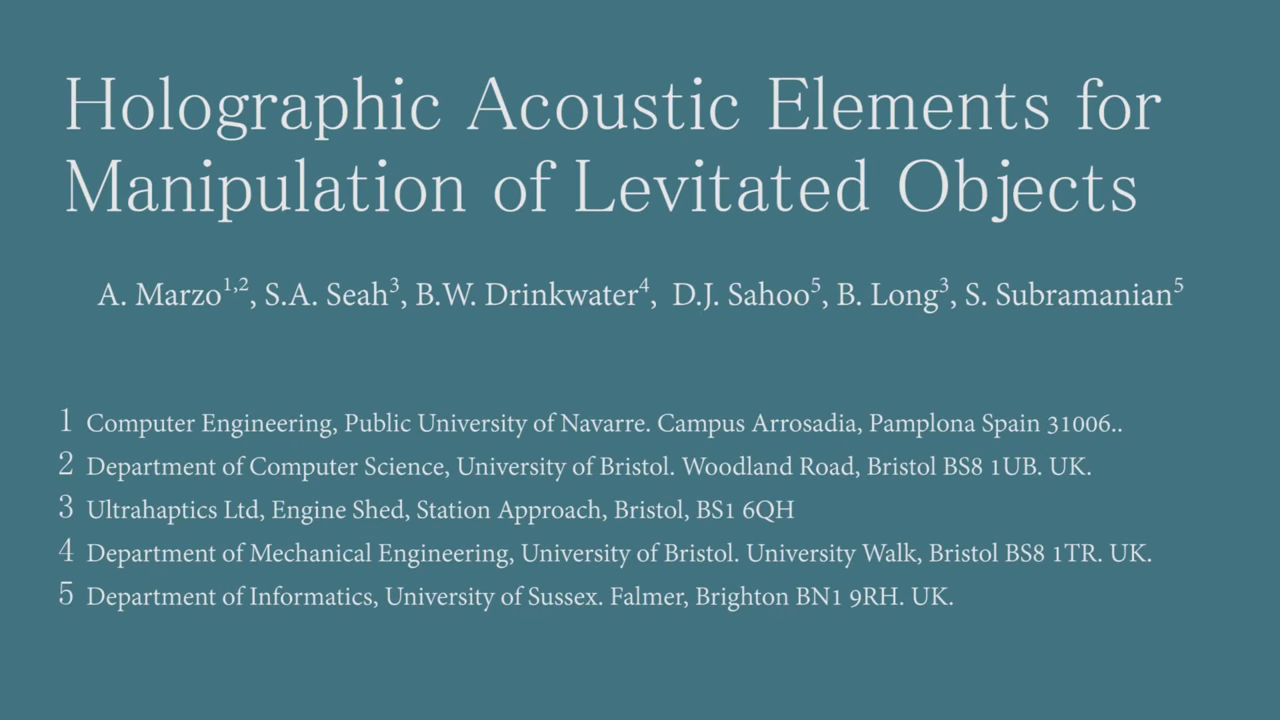 Holographic Acoustic Elements for
Manipulation of Levitated Objects
A. Marzo1,2, S.A. Seah3, B.W. Drinkwater4, D.J. Sahoo5, B. Long3, S. Subramanian5
1 Computer Engineering, Public University of Navarre. Campus Arrosadia, Pamplona Spain 31006..
2 Department of Computer Science, University of Bristol. Woodland Road, Bristol BS8 1UB. UK.
3 Ultrahaptics Ltd, Engine Shed, Station Approach, Bristol, BS1 6QH
4 Department of Mechanical Engineering, University of Bristol. University Walk, Bristol BS8 1TR. UK.
5 Department of Informatics, University of Sussex. Falmer, Brighton BN1 9RH. UK.